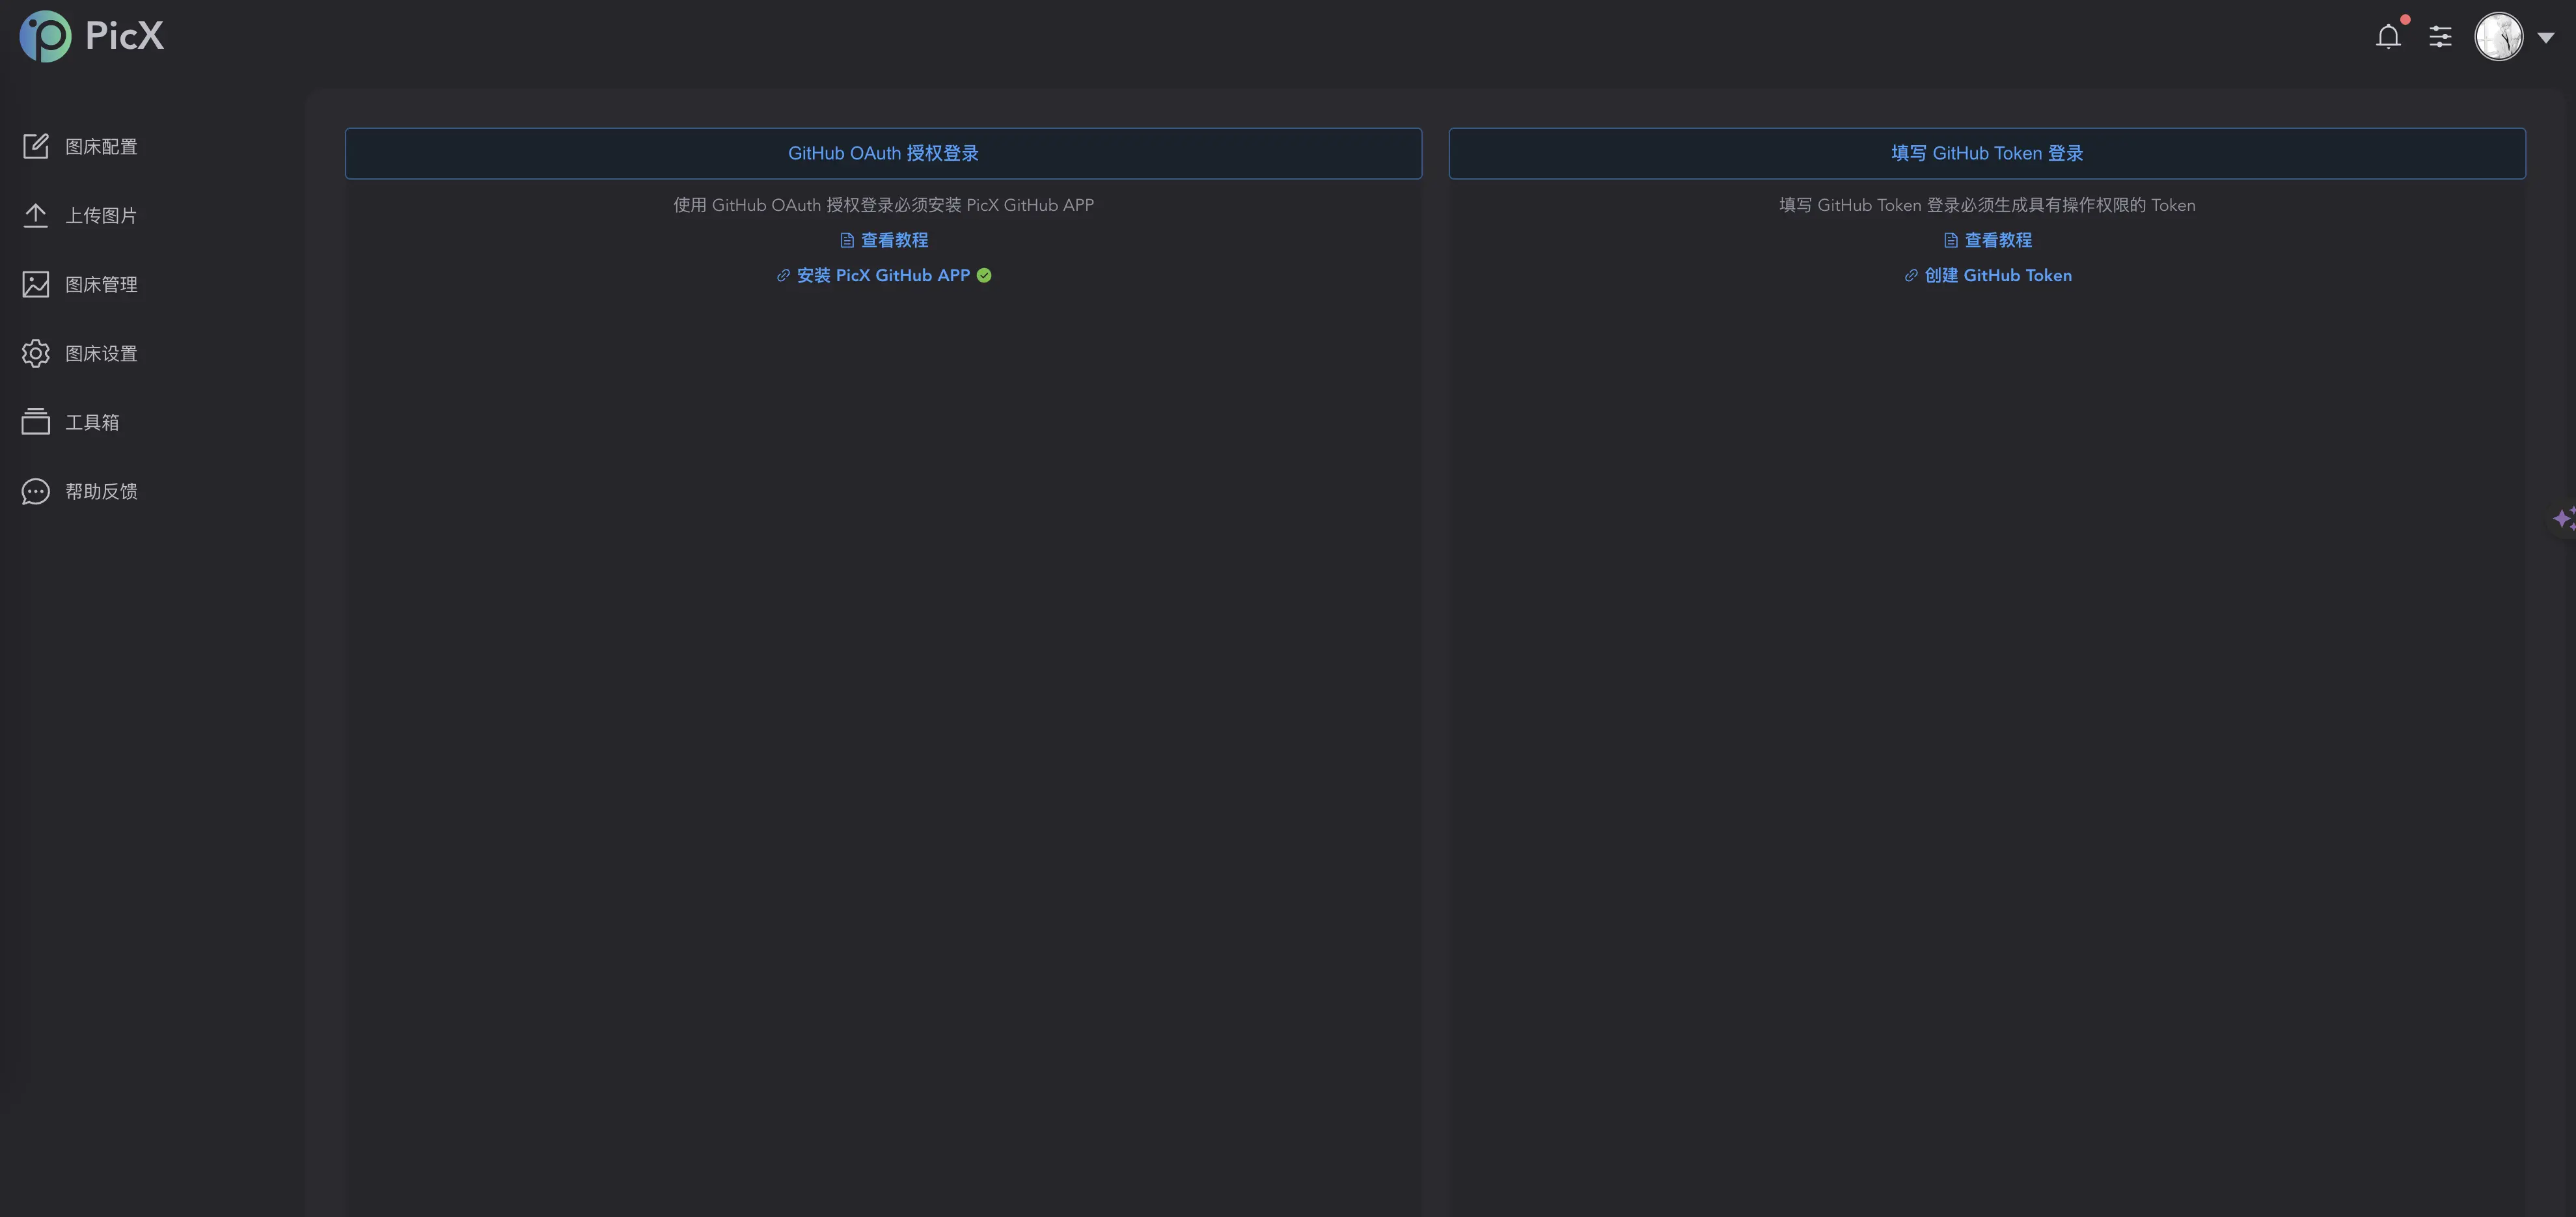 PicX
图床配置
上传图片
图床管理
图床设置
工具箱
帮助反馈
GitHub OAuth 授权登录
使用 GitHub OAuth 授权登录必须安装 PicX GitHub APP
查看教程
安装 PicX GitHub APP
填写 GitHub Token 登录
填写 GitHub Token 登录必须生成具有操作权限的 Token
查看教程
创建 GitHub Token